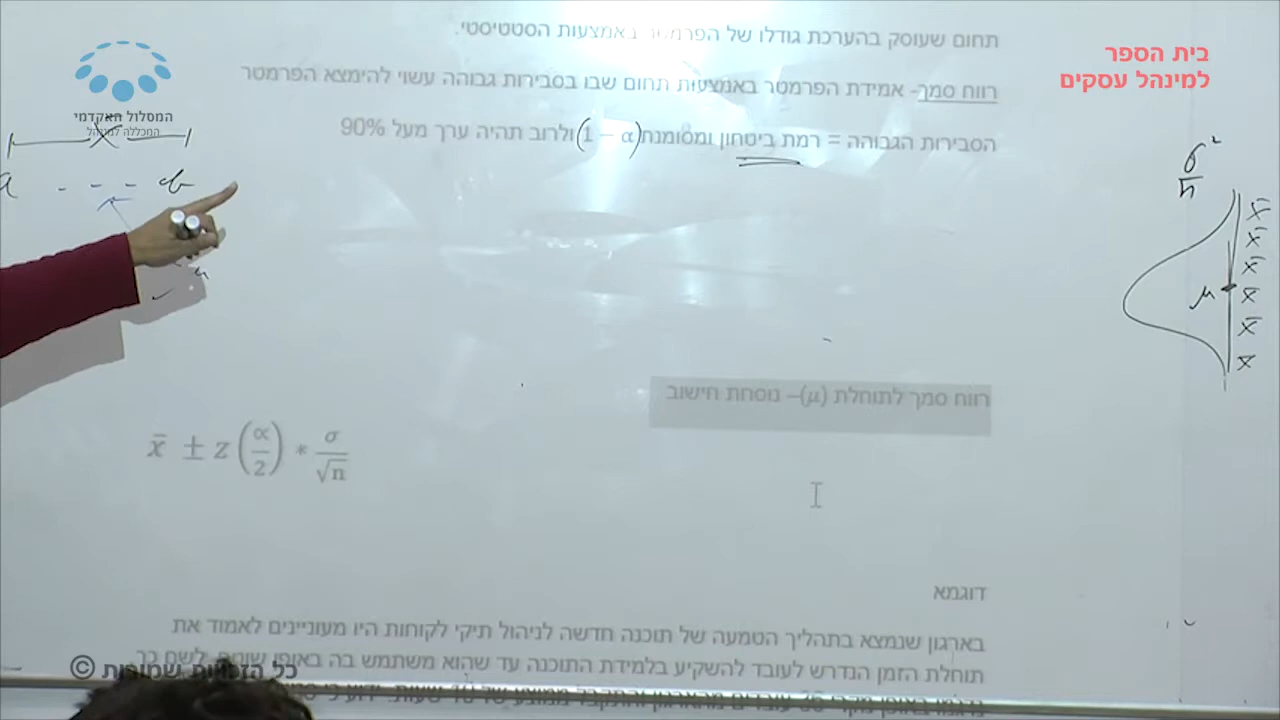 בית הספר
למינהל עסקים
המסלול האקדמי
המכללה למינהל
תחום שעוסק בהערכת גודלו של הפרמטר באמצעות הסטטיסטי.
רווח סמך- אמידת הפרמטר באמצעות תחום שבו בסבירות גבוהה עשוי להימצא הפרמטר
הסבירות הגבוהה = רמת ביטחון ומסומנת (1 − α) ולרוב תהיה ערך מעל 90%
a - - - b
σ²/n
x̄
x̄
x̄
μ x̄
x̄
x̄
רווח סמך לתוחלת (μ)– נוסחת חישוב
x̄ ± z (∝/2) * σ/√n
דוגמא
בארגון שנמצא בתהליך הטמעה של תוכנה חדשה לניהול תיקי לקוחות היו מעוניינים לאמוד את
תוחלת הזמן הנדרש לעובד להשקיע בלמידת התוכנה עד שהוא משתמש בה באופן שוטף. לשם כך
© כל הזכויות שמורות